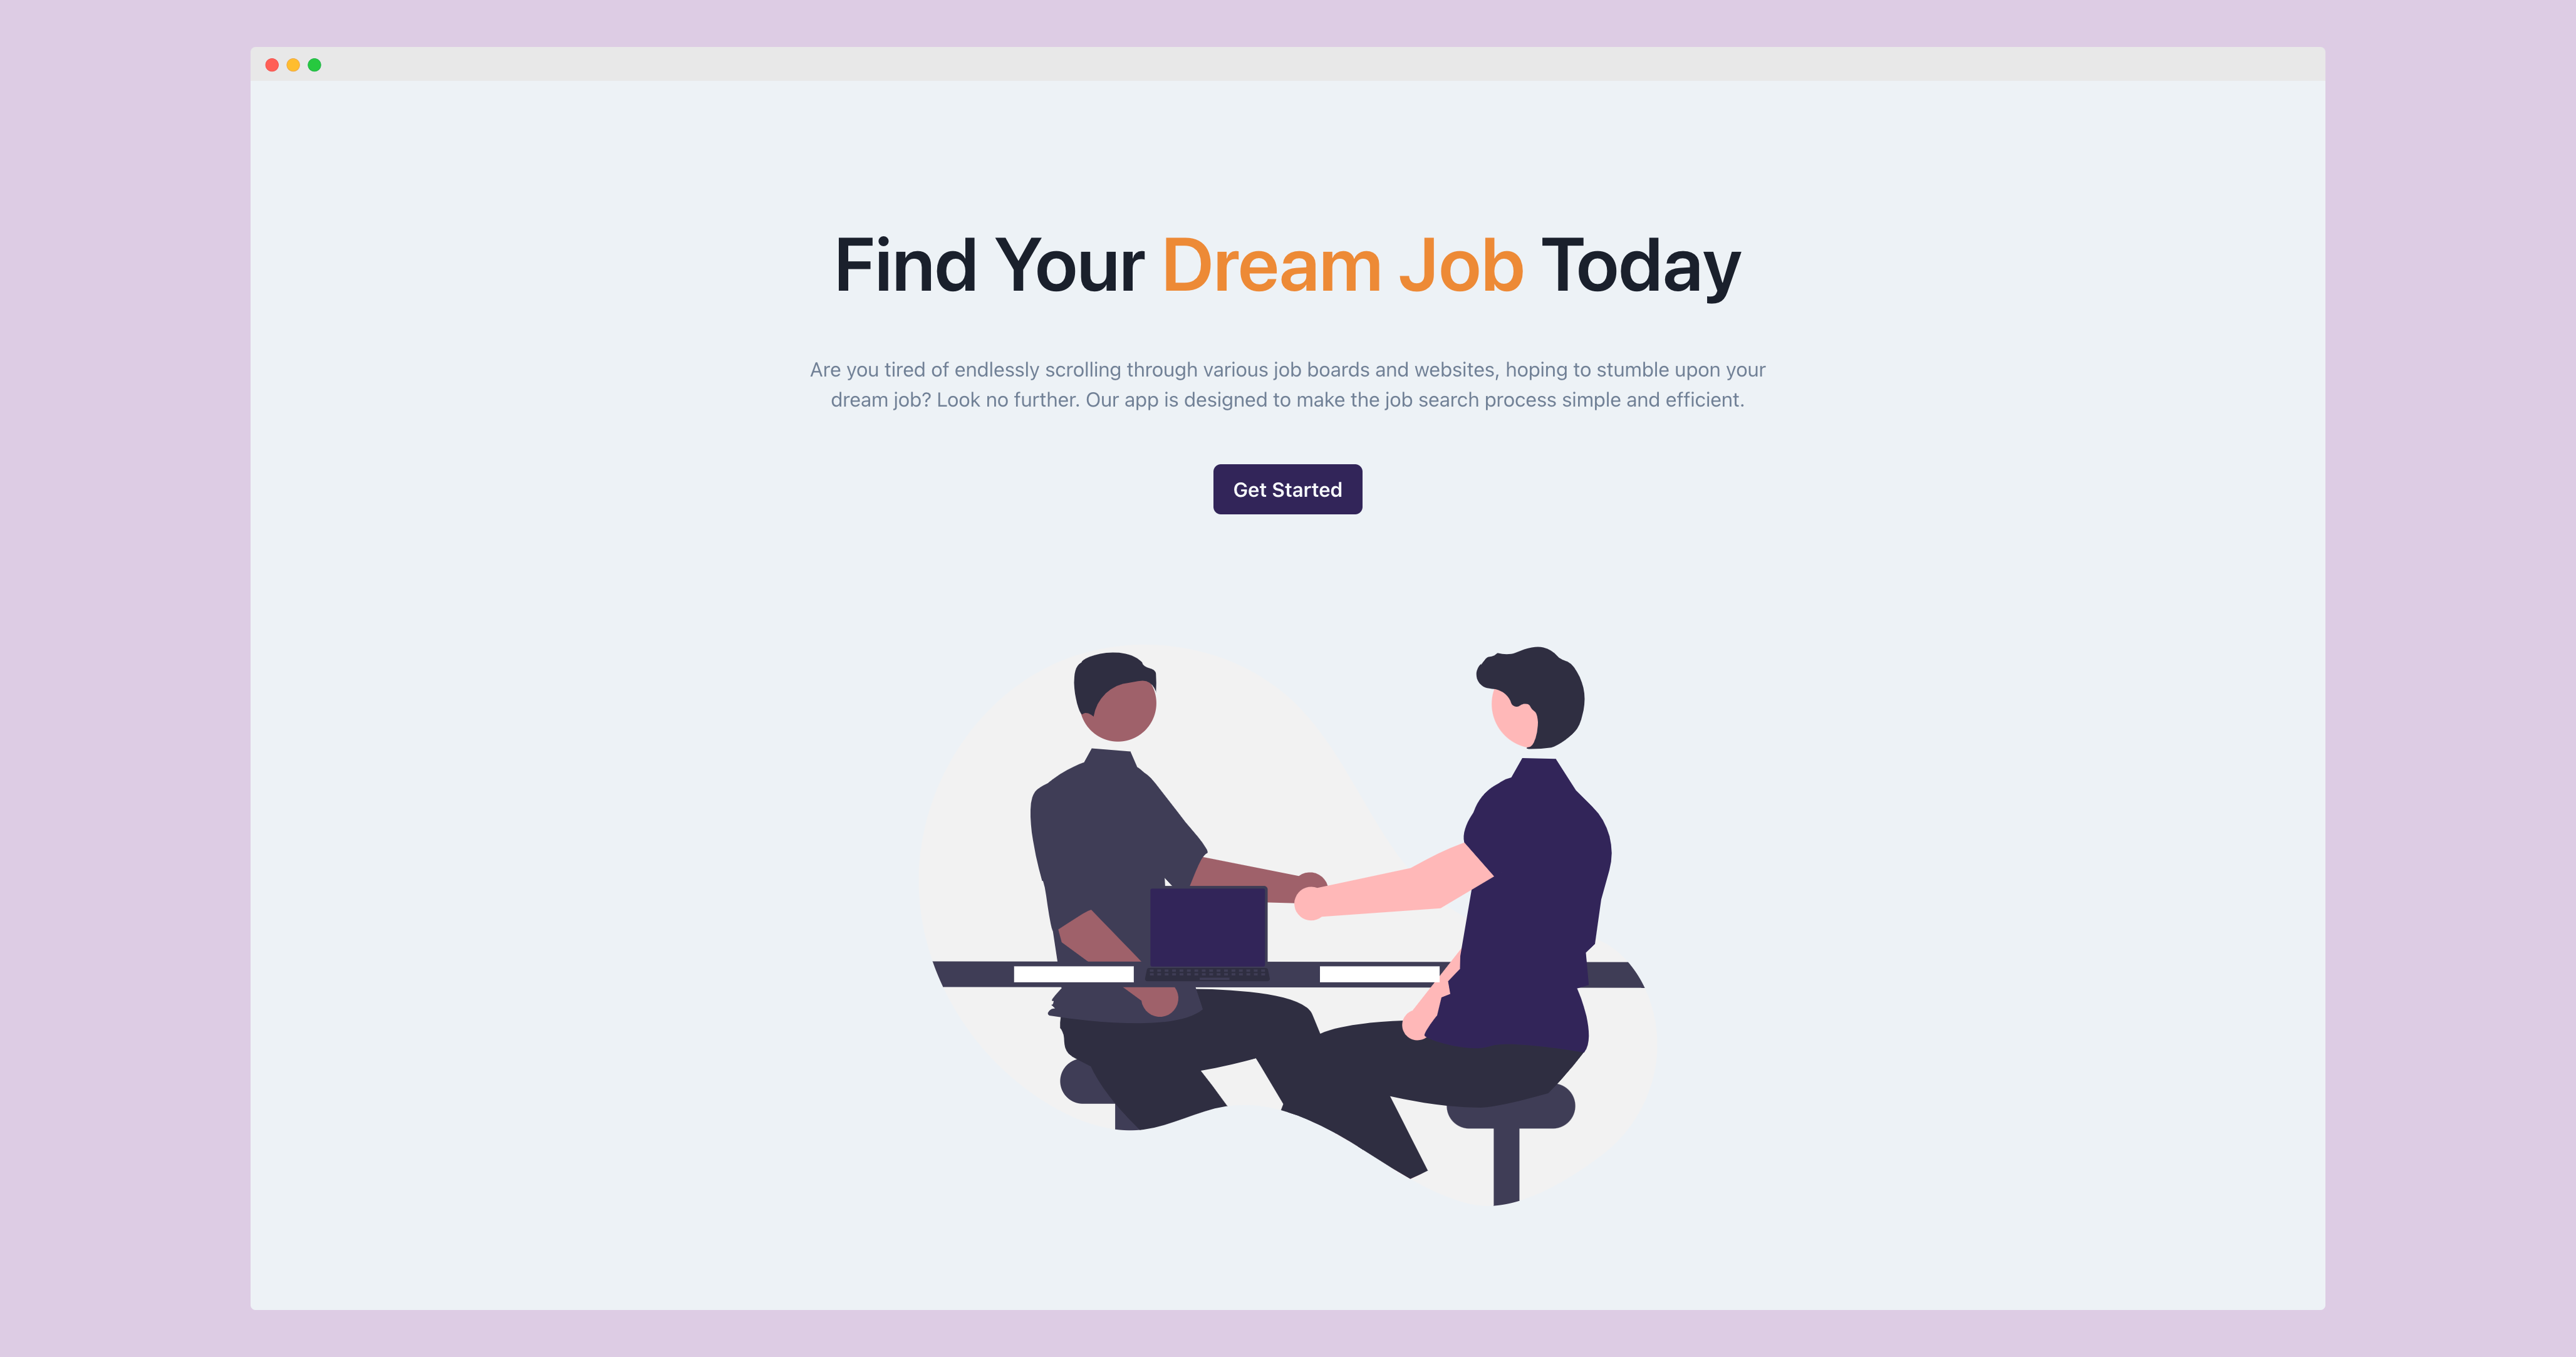 Find Your Dream Job Today
Are you tired of endlessly scrolling through various job boards and websites, hoping to stumble upon your
dream job? Look no further. Our app is designed to make the job search process simple and efficient.
Get Started